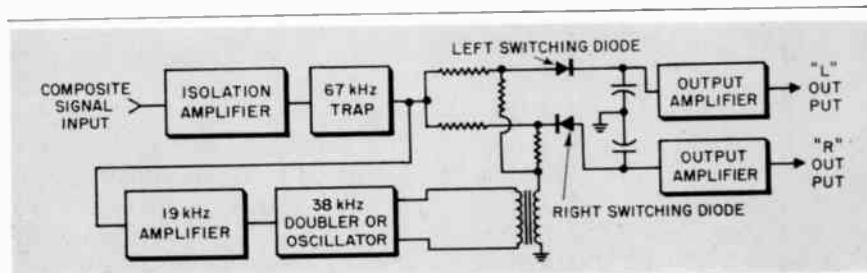 LEFT SWITCHING DIODE
COMPOSITE
SIGNAL
INPUT
ISOLATION
AMPLIFIER
67 kHz
TRAP
OUTPUT
AMPLIFIER
"L"
OUT
PUT
OUTPUT
AMPLIFIER
"R"
OUT
PUT
19 kHz
AMPLIFIER
38 kHz
DOUBLER OR
OSCILLATOR
RIGHT SWITCHING DIODE